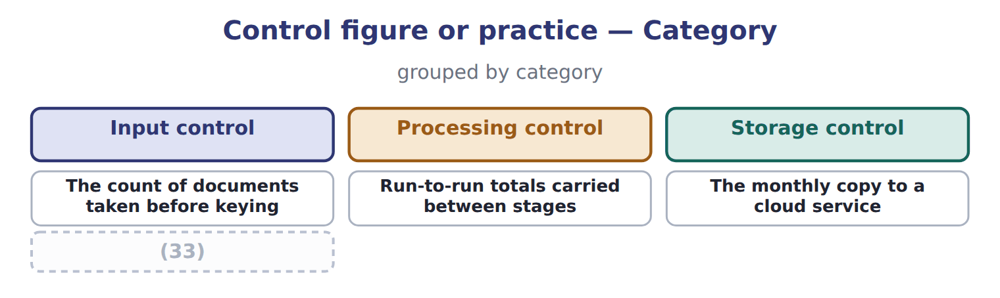 Control figure or practice — Category
grouped by category
Input control
Processing control
Storage control
The count of documents
taken before keying
Run-to-run totals carried
between stages
The monthly copy to a
cloud service
(33)